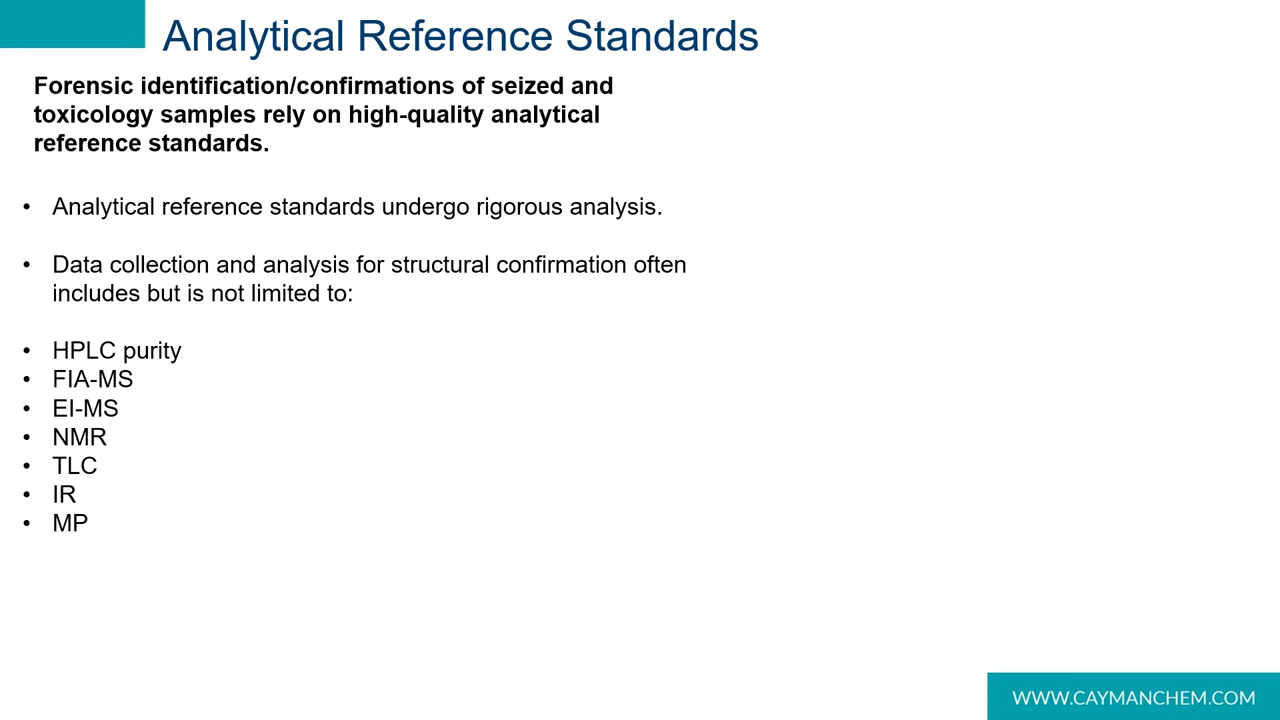 Analytical Reference Standards
Forensic identification/confirmations of seized and
toxicology samples rely on high-quality analytical
reference standards.
• Analytical reference standards undergo rigorous analysis.
• Data collection and analysis for structural confirmation often
includes but is not limited to:
• HPLC purity
• FIA-MS
• EI-MS
• NMR
• TLC
• IR
• MP
WWW.CAYMANCHEM.COM